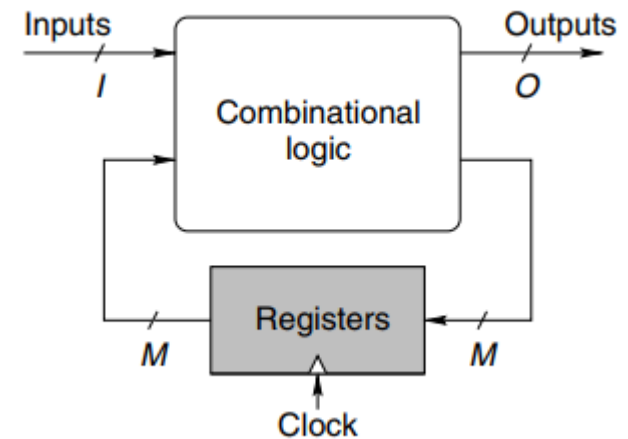 Inputs
Outputs
I
O
Combinational
logic
Registers
M
M
Clock